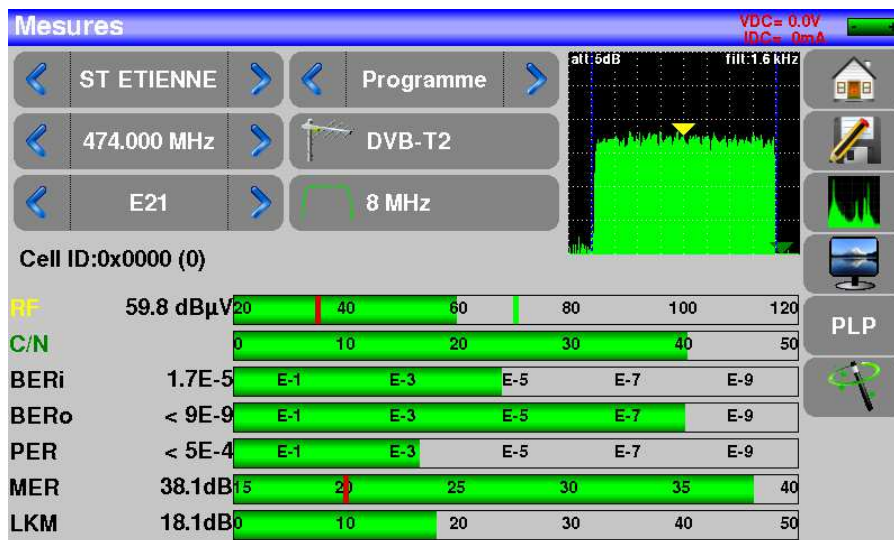 Mesures
VDC= 0.0V
IDC= 0mA
ST ETIENNE
Programme
att:5dB
filt:1.6 kHz
474.000 MHz
DVB-T2
E21
8 MHz
Cell ID:0x0000 (0)
RF 59.8 dBµV 20 40 60 80 100 120
PLP
C/N 0 10 20 30 40 50
BERi 1.7E-5 E-1 E-3 E-5 E-7 E-9
BERo < 9E-9 E-1 E-3 E-5 E-7 E-9
PER < 5E-4 E-1 E-3 E-5 E-7 E-9
MER 38.1dB 15 20 25 30 35 40
LKM 18.1dB 0 10 20 30 40 50